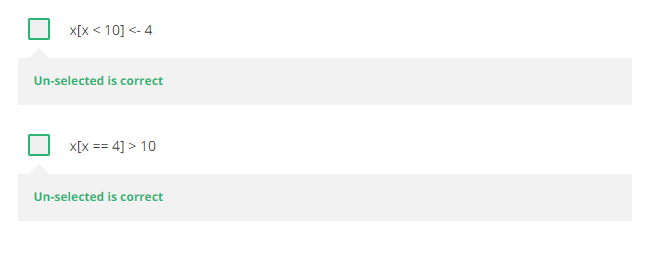 x[x < 10] <- 4
Un-selected is correct
x[x == 4] > 10
Un-selected is correct